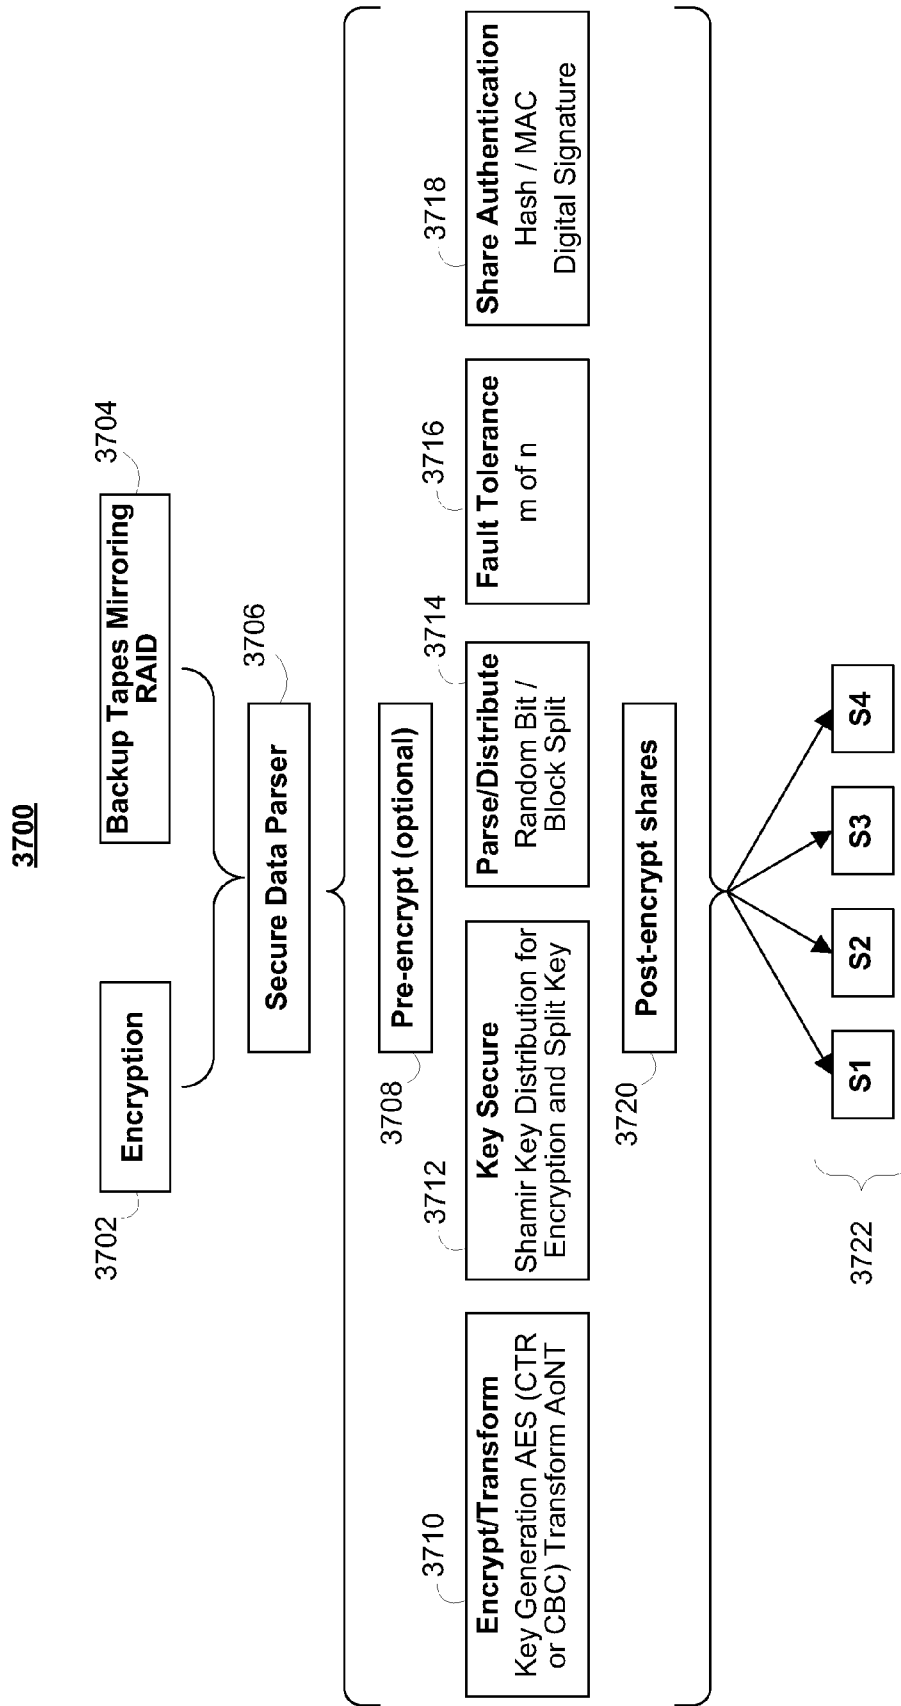 3700
3702
Encryption
Backup Tapes Mirroring
RAID
3704
Secure Data Parser
3706
3708
Pre-encrypt (optional)
3710
Encrypt/Transform
Key Generation AES (CTR
or CBC) Transform AoNT
3712
Key Secure
Shamir Key Distribution for
Encryption and Split Key
3714
Parse/Distribute
Random Bit /
Block Split
3716
Fault Tolerance
m of n
3718
Share Authentication
Hash / MAC
Digital Signature
3720
Post-encrypt shares
3722
S1
S2
S3
S4